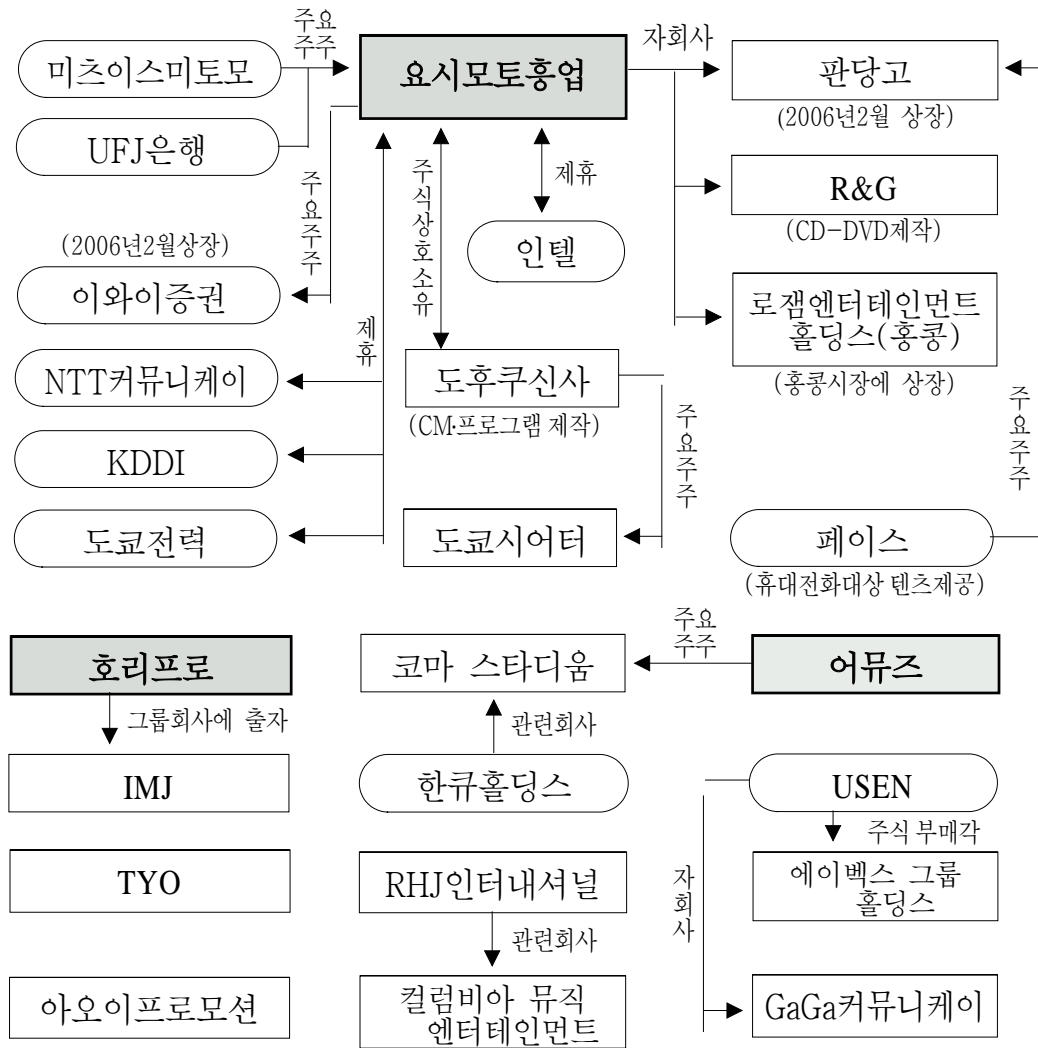 주요
주주
미츠이스미토모
요시모토흥업
자회사
판당고
(2006년2월 상장)
UFJ은행
주요주주
주식상호소유
제휴
R&G
(CD-DVD제작)
인텔
(2006년2월상장)
이와이증권
로잼엔터테인먼트
홀딩스(홍콩)
(홍콩시장에 상장)
제휴
NTT커뮤니케이
도후쿠신사
(CM·프로그램 제작)
주요주주
주요주주
KDDI
도쿄전력
도쿄시어터
페이스
(휴대전화대상 텐츠제공)
호리프로
코마 스타디움
주요
주주
어뮤즈
그룹회사에 출자
관련회사
IMJ
한큐홀딩스
USEN
주식 부매각
TYO
RHJ인터내셔널
자회사
에이벡스 그룹
홀딩스
관련회사
아오이프로모션
컬럼비아 뮤직
엔터테인먼트
GaGa커뮤니케이